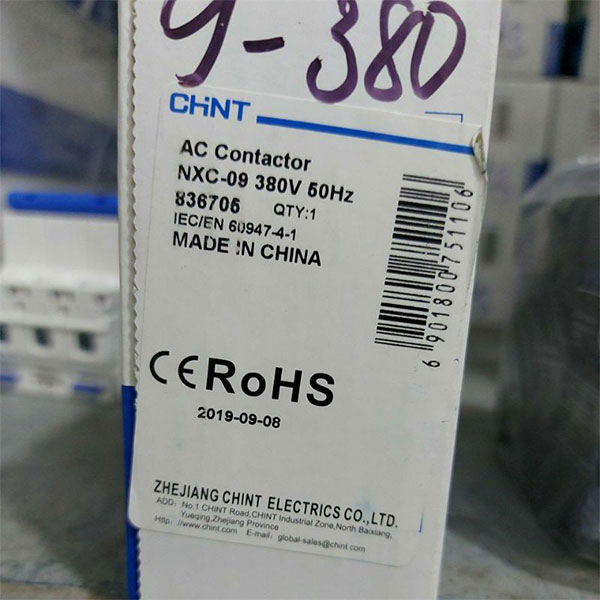 9-380
CHNT
AC Contactor
NXC-09 380V 50Hz
836705 QTY:1
IEC/EN 60947-4-1
MADE IN CHINA
6 901800 751106
CE RoHS
2019-09-08
ZHEJIANG CHINT ELECTRICS CO.,LTD.
ADD: No.1 CHINT Road,CHINT Industrial Zone,North Baixiang,
Yueqing,Zhejiang Province
Http: //www.chint.com E-mail: global-sales@chint.com